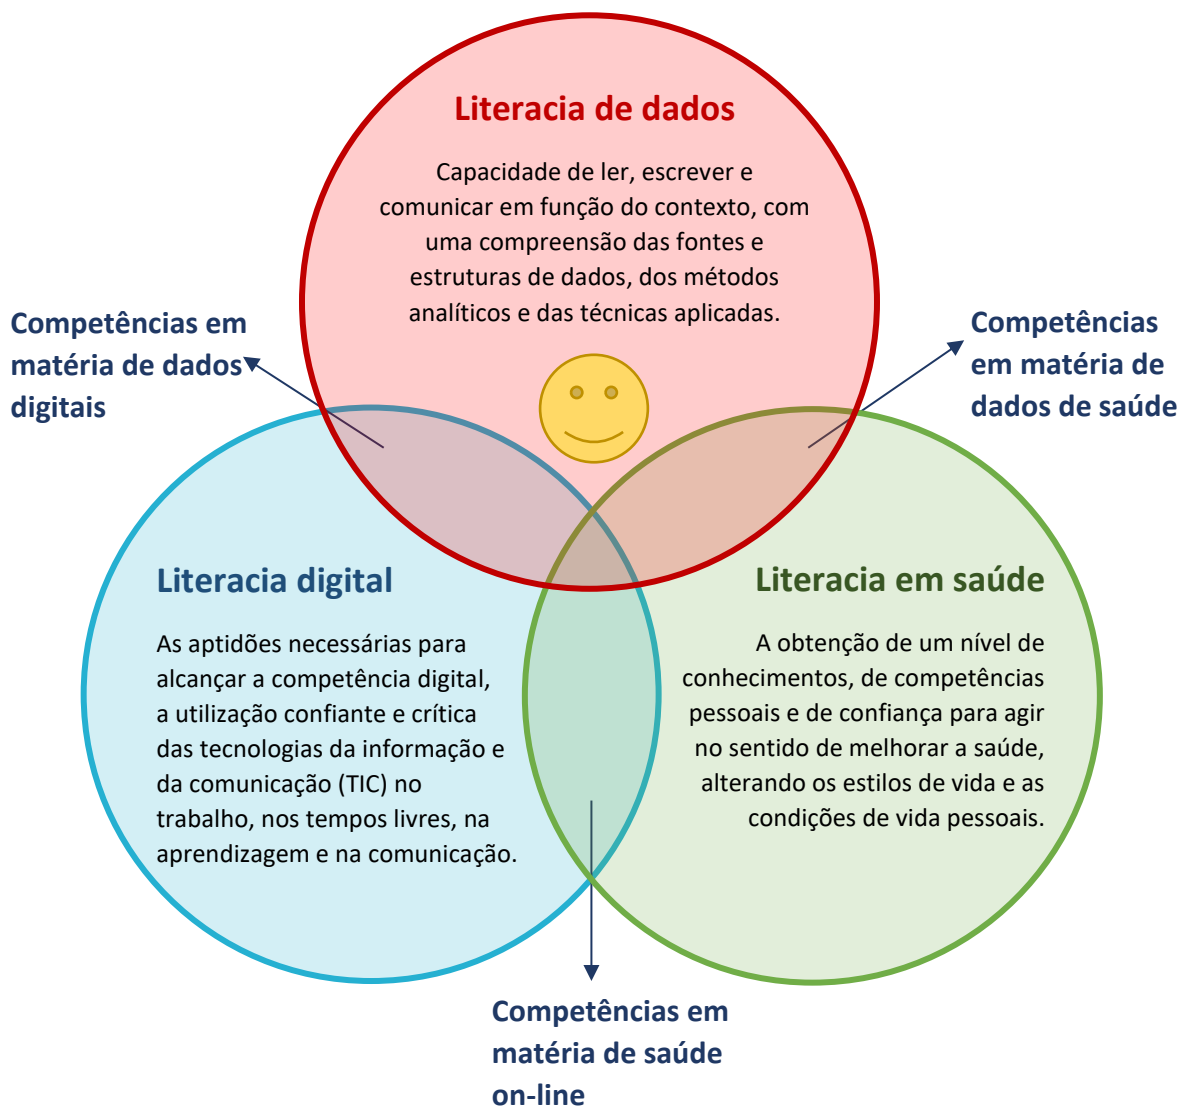 Literacia de dados
Capacidade de ler, escrever e
comunicar em função do contexto, com
uma compreensão das fontes e
estruturas de dados, dos métodos
analíticos e das técnicas aplicadas.
Competências em
matéria de dados
digitais
Competências
em matéria de
dados de saúde
Literacia digital
As aptidões necessárias para
alcançar a competência digital,
a utilização confiante e crítica
das tecnologias da informação e
da comunicação (TIC) no
trabalho, nos tempos livres, na
aprendizagem e na comunicação.
Literacia em saúde
A obtenção de um nível de
conhecimentos, de competências
pessoais e de confiança para agir
no sentido de melhorar a saúde,
alterando os estilos de vida e as
condições de vida pessoais.
Competências em
matéria de saúde
on-line